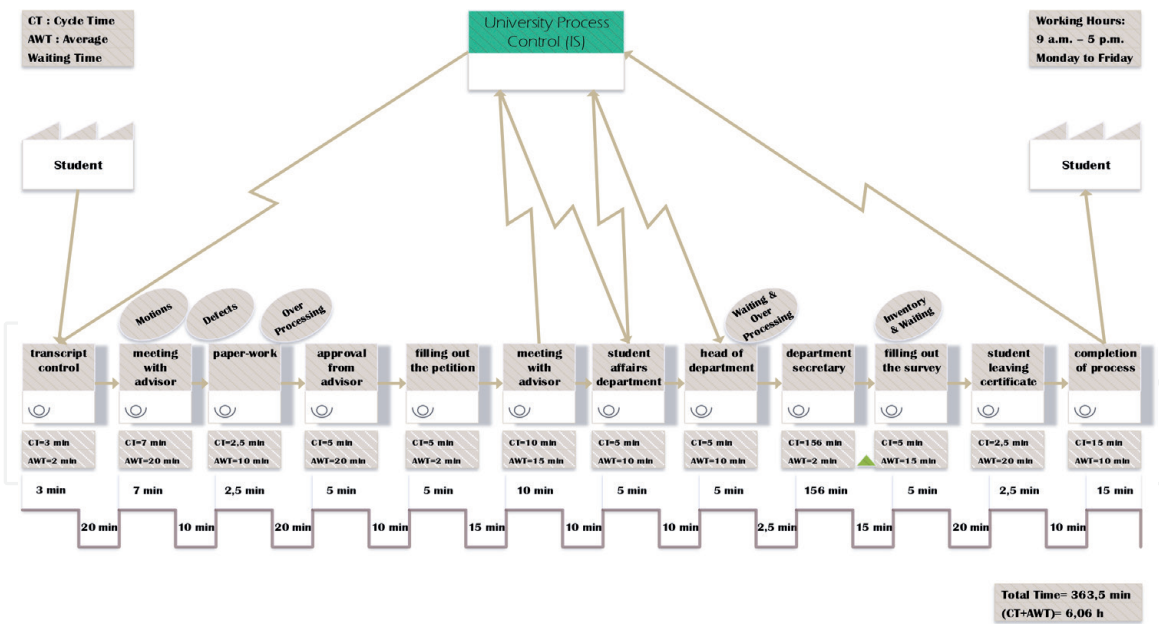 CT : Cycle Time
AWT : Average
Waiting Time
University Process
Control (IS)
Working Hours:
9 a.m. – 5 p.m.
Monday to Friday
Student
Student
Motions
Defects
Over
Processing
Waiting &
Over
Processing
Inventory
& Waiting
transcript
control
meeting
with
advisor
paper-work
approval
from
advisor
filling out
the petition
meeting
with
advisor
student
affairs
department
head of
department
department
secretary
filling out
the survey
student
leaving
certificate
completion
of process
CT=3 min
AWT=2 min
CT=7 min
AWT=20 min
CT=2,5 min
AWT=10 min
CT=5 min
AWT=20 min
CT=5 min
AWT=2 min
CT=10 min
AWT=15 min
CT=5 min
AWT=10 min
CT=5 min
AWT=10 min
CT=156 min
AWT=2 min
CT=5 min
AWT=15 min
CT=2,5 min
AWT=20 min
CT=15 min
AWT=10 min
3 min
7 min
2,5 min
5 min
5 min
10 min
5 min
5 min
156 min
5 min
2,5 min
15 min
20 min
10 min
20 min
10 min
15 min
10 min
10 min
2,5 min
15 min
20 min
10 min
Total Time= 363,5 min
(CT+AWT)= 6,06 h